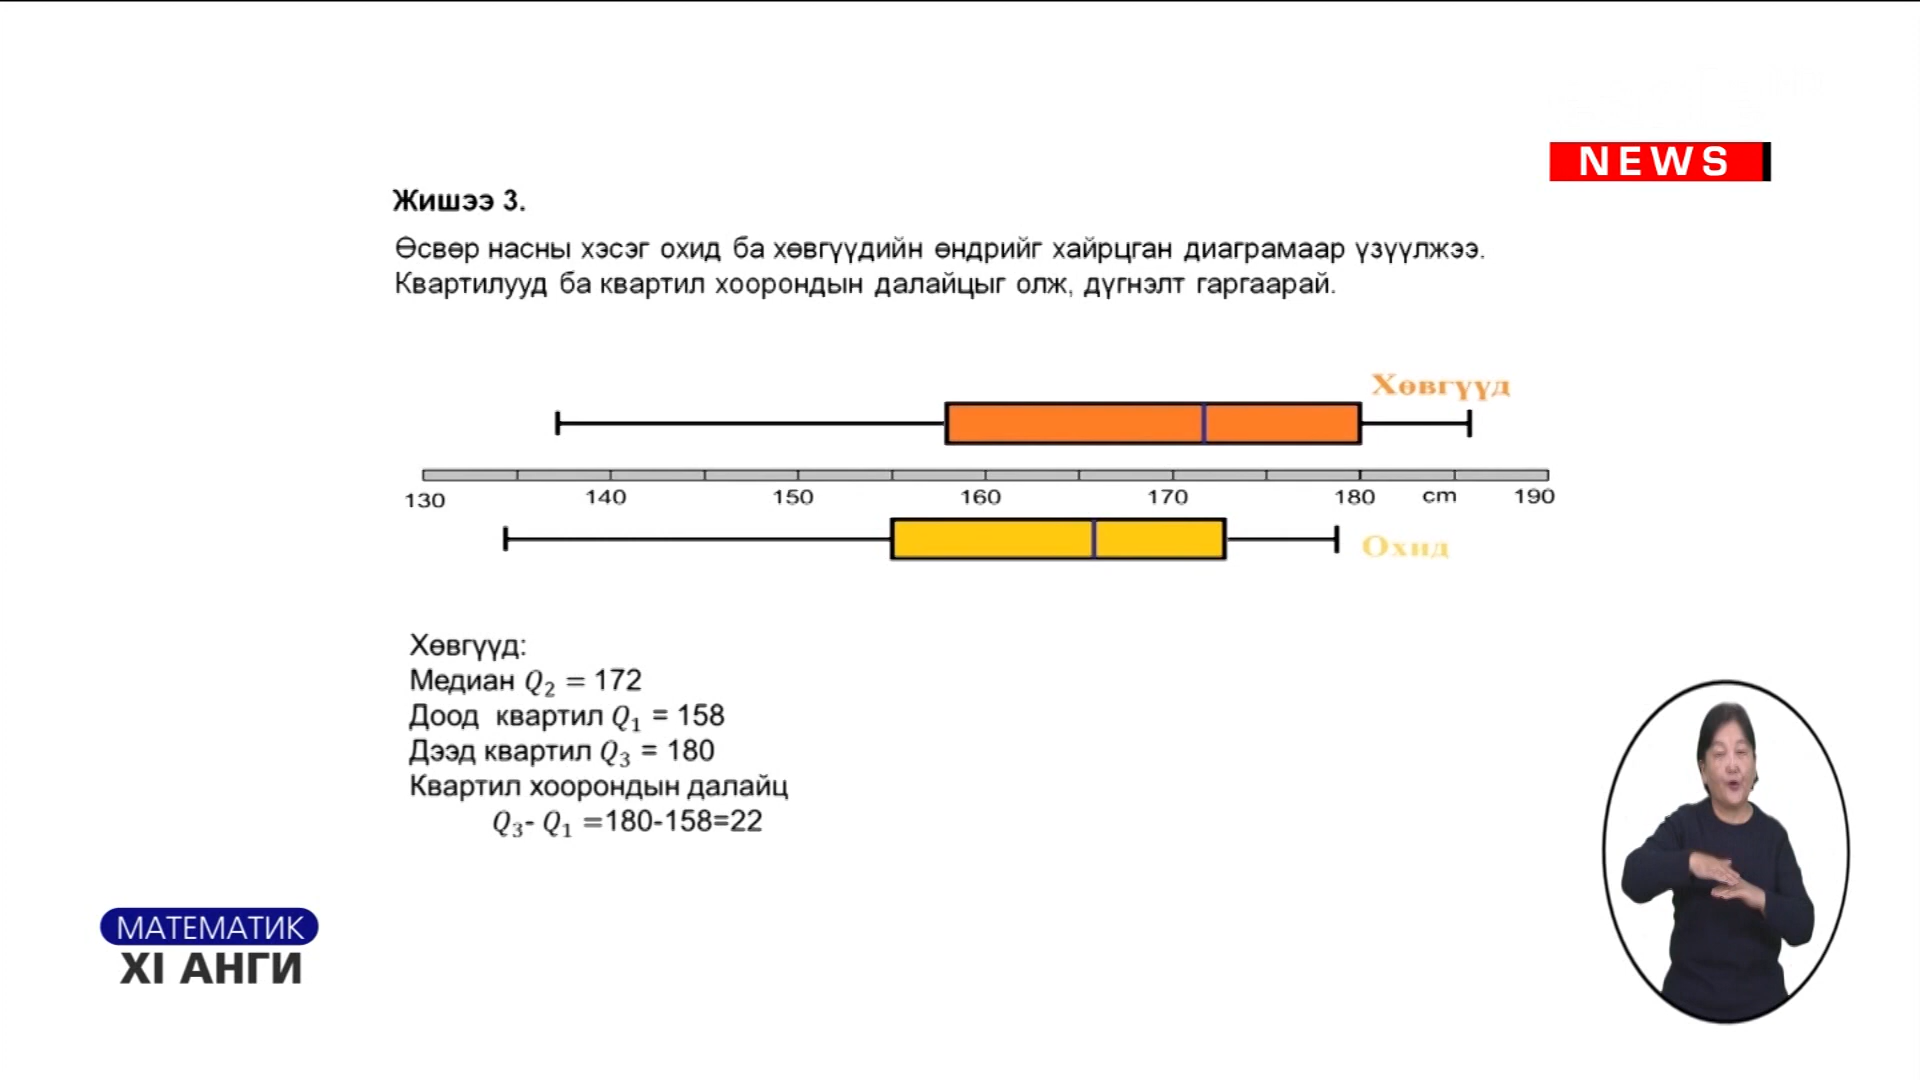 NEWS
Жишээ 3.
Өсвөр насны хэсэг охид ба хөвгүүдийн өндрийг хайрцган диаграмаар үзүүлжээ.
Квартилууд ба квартил хоорондын далайцыг олж, дүгнэлт гаргаарай.
Хөвгүүд
130 140 150 160 170 180 cm 190
Охид
Хөвгүүд:
Медиан Q₂ = 172
Доод квартил Q₁ = 158
Дээд квартил Q₃ = 180
Квартил хоорондын далайц
Q₃- Q₁ =180-158=22
МАТЕМАТИК
XI АНГИ